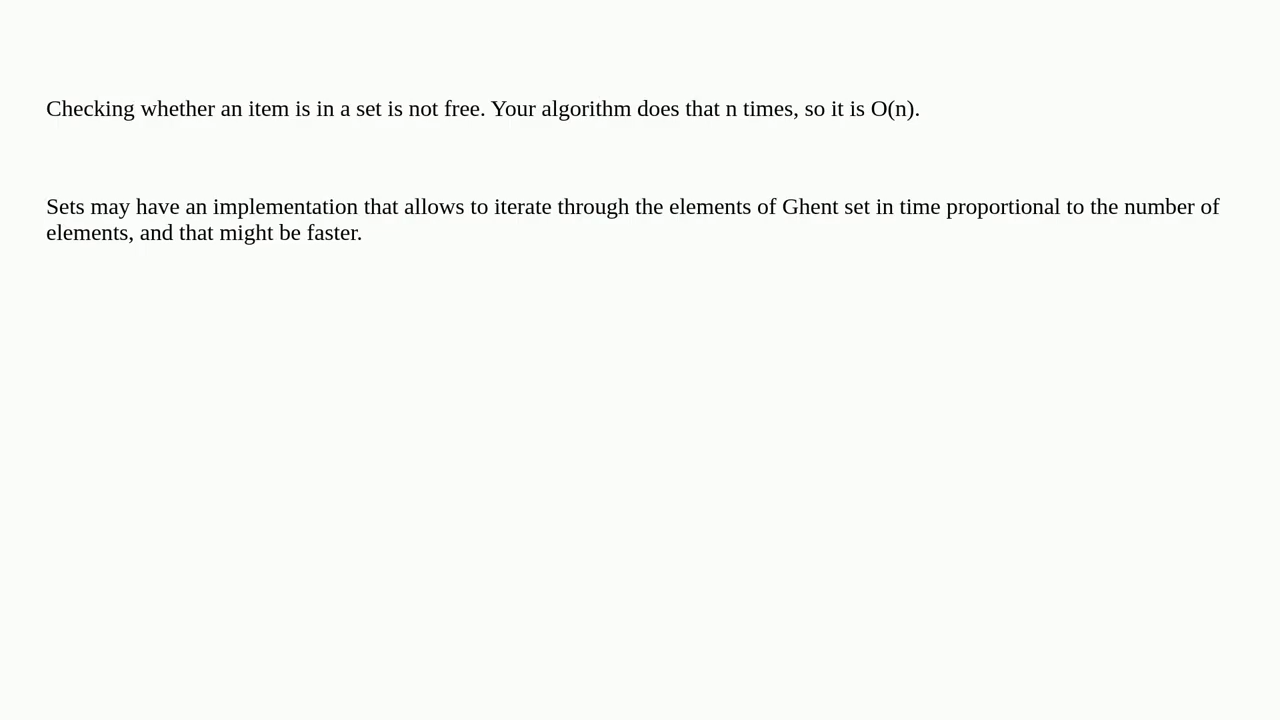 Checking whether an item is in a set is not free. Your algorithm does that n times, so it is O(n).
Sets may have an implementation that allows to iterate through the elements of Ghent set in time proportional to the number of
elements, and that might be faster.